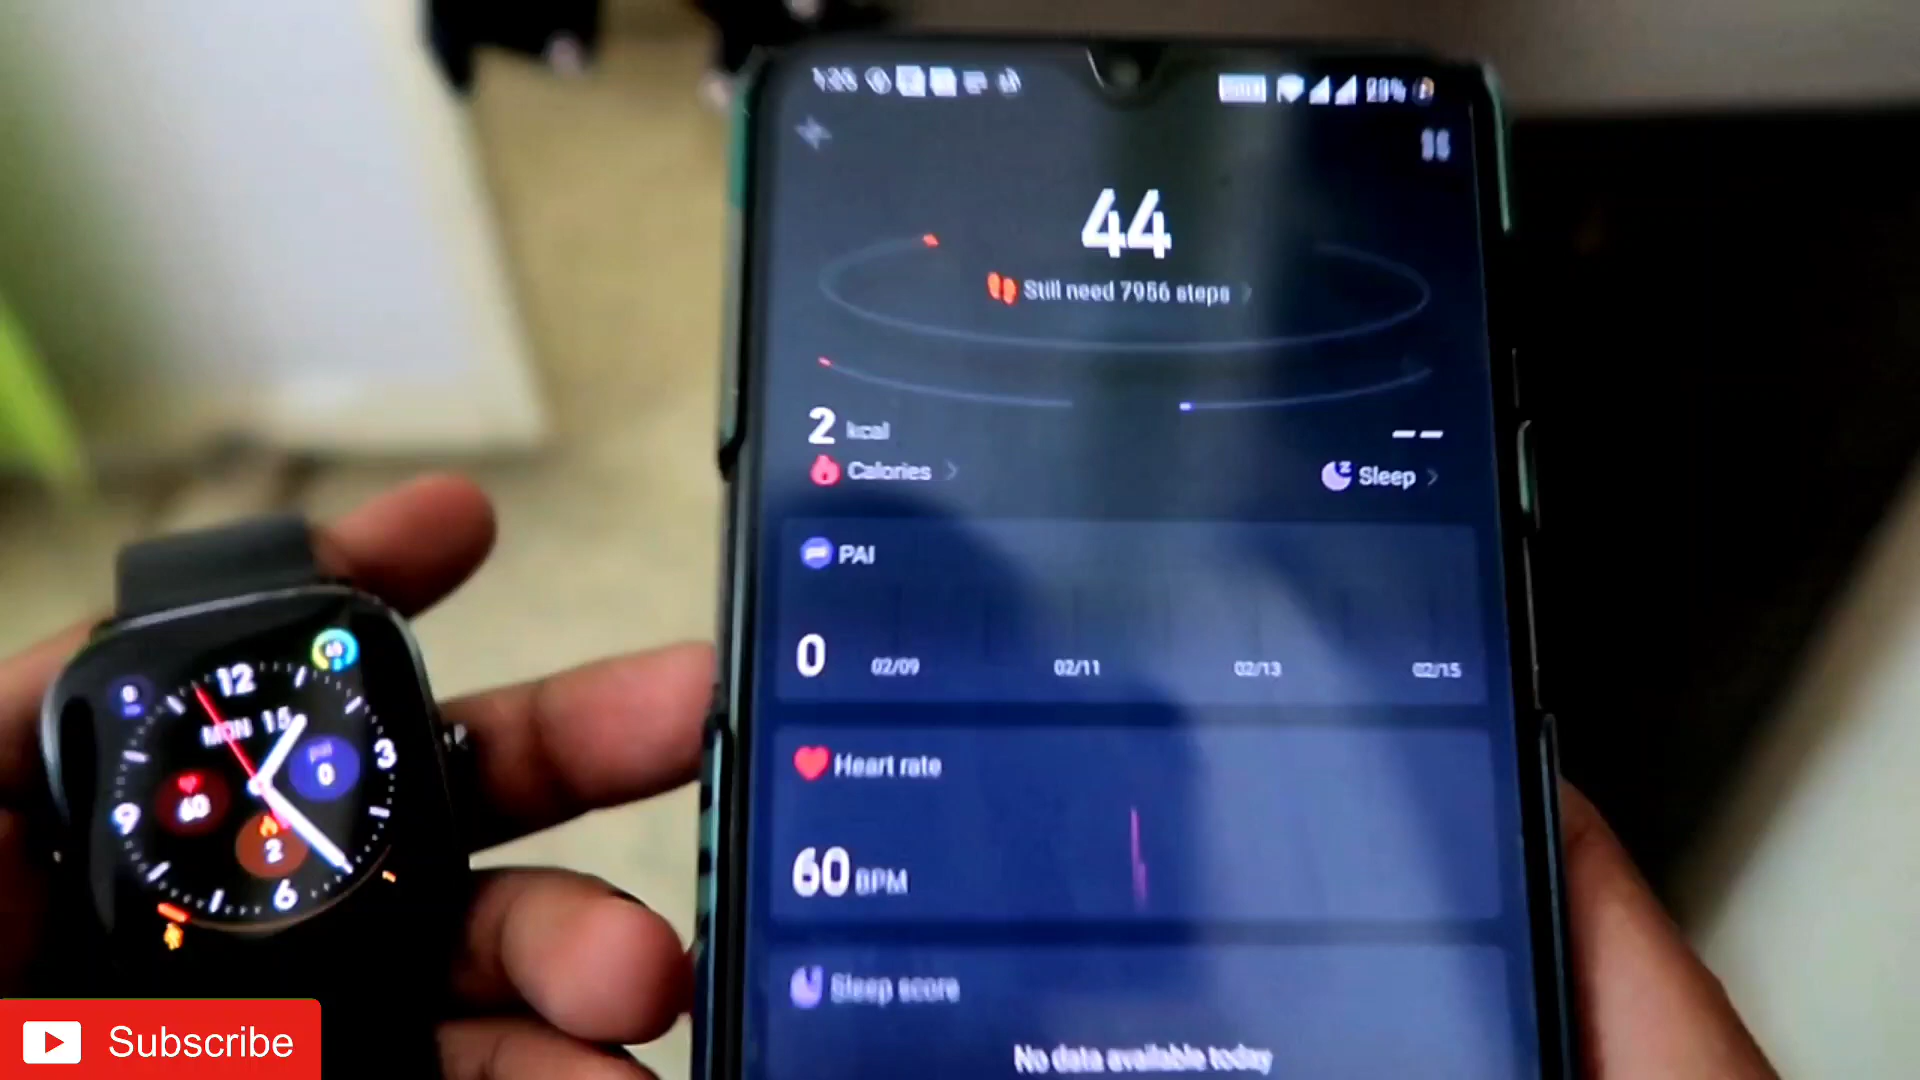 44
Still need 7956 steps
2 kcal
Calories
Sleep
PAI
0
02/09 02/11 02/13 02/15
Heart rate
60 BPM
Sleep score
No data available today
12
MON 15
3
0
60
9
2
6
Subscribe